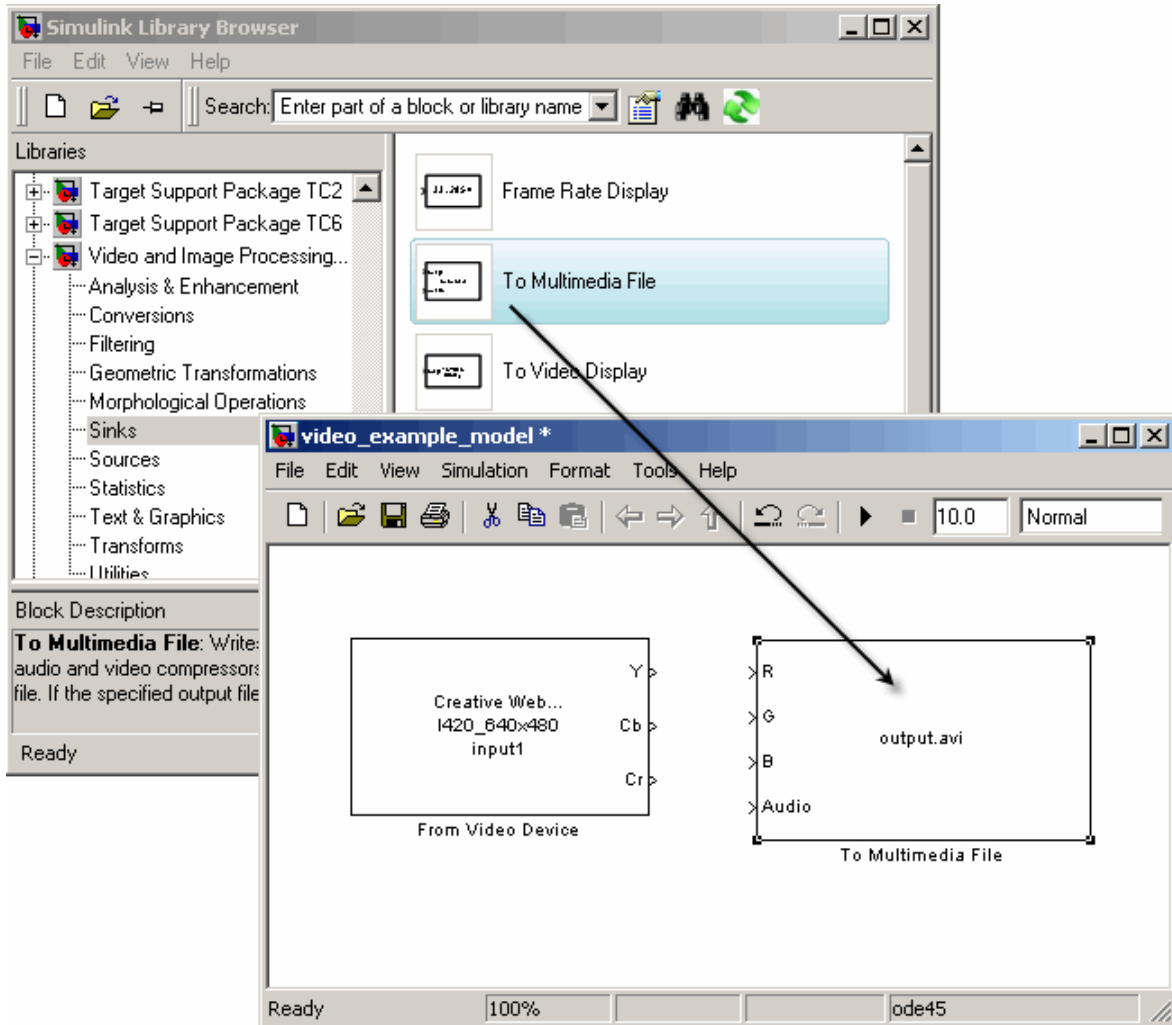 Simulink Library Browser
File Edit View Help
Search: Enter part of a block or library name
Libraries
Target Support Package TC2
Target Support Package TC6
Video and Image Processing...
Analysis & Enhancement
Conversions
Filtering
Geometric Transformations
Morphological Operations
Sinks
Sources
Statistics
Text & Graphics
Transforms
Utilities
Frame Rate Display
To Multimedia File
To Video Display
Block Description
To Multimedia File: Writes
audio and video compressors
file. If the specified output file
Ready
video_example_model *
File Edit View Simulation Format Tools Help
10.0 Normal
Creative Web...
I420_640x480
input1
Y
Cb
Cr
From Video Device
R
G
B
Audio
output.avi
To Multimedia File
Ready 100% ode45